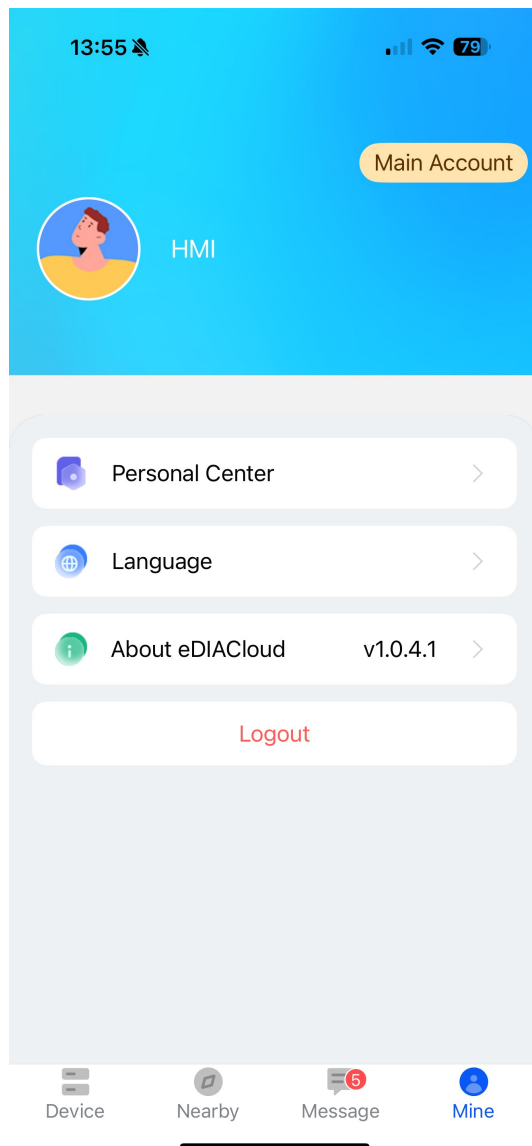 13:55
79
Main Account
HMI
Personal Center
Language
About eDIACloud v1.0.4.1
Logout
5
Device Nearby Message Mine